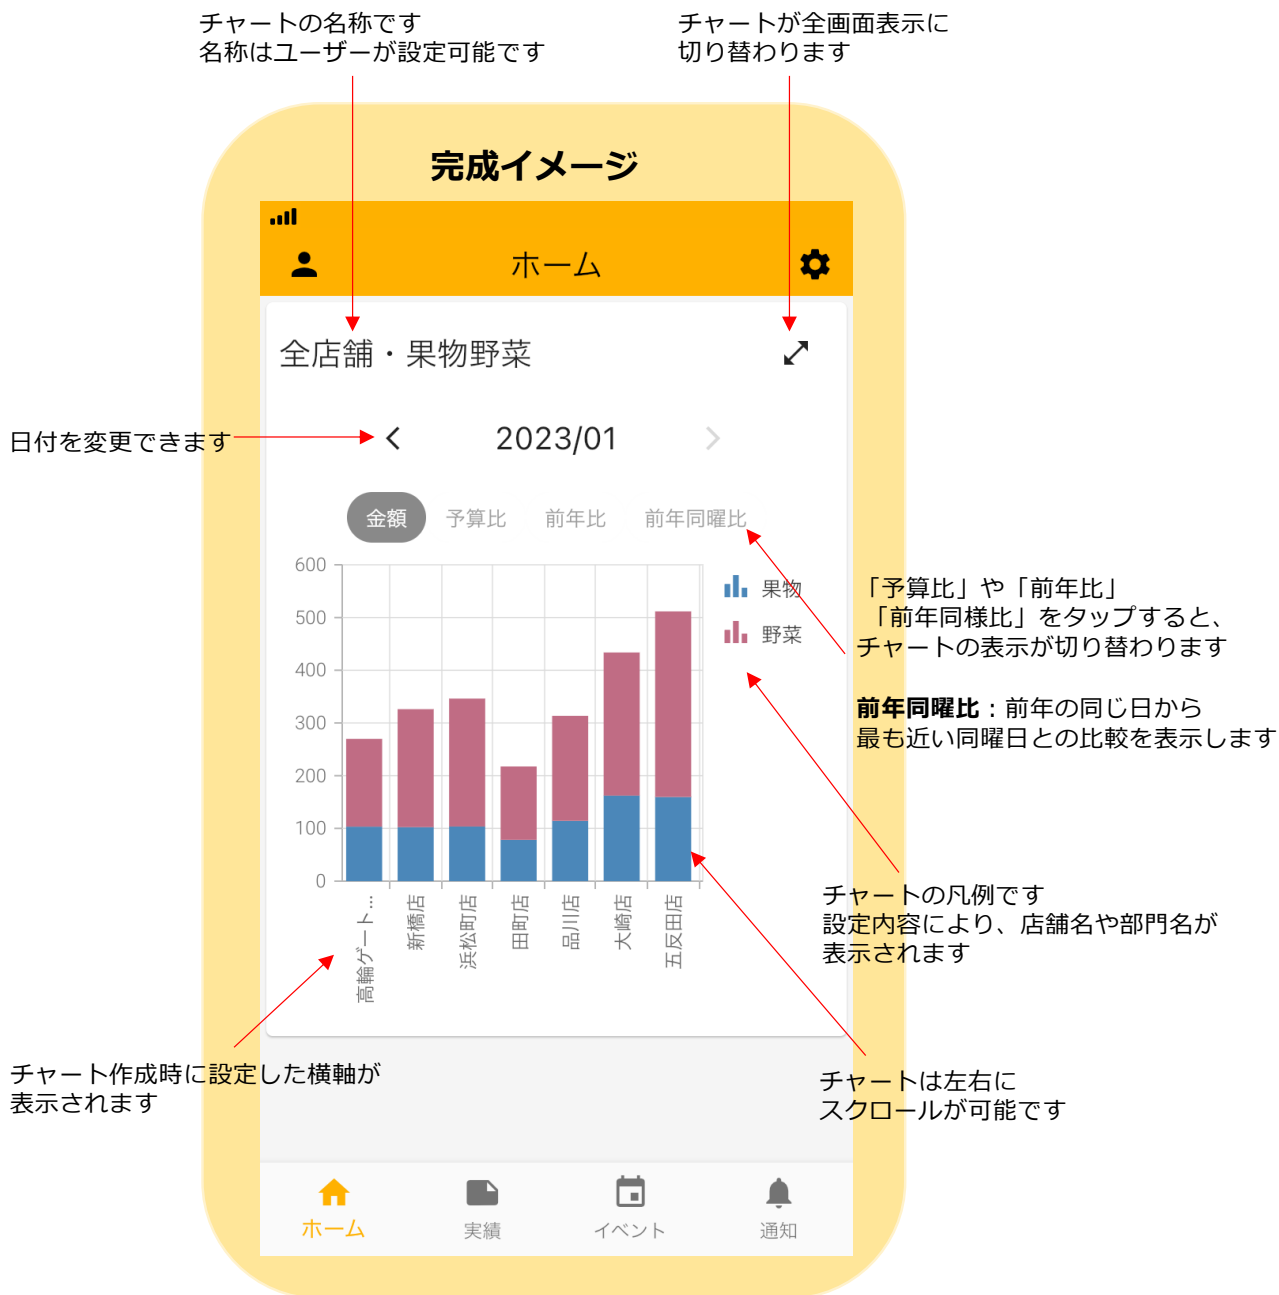 チャートの名称です
名称はユーザーが設定可能です
チャートが全画面表示に
切り替わります
完成イメージ
ホーム
全店舗・果物野菜
日付を変更できます
2023/01
金額 予算比 前年比 前年同曜比
600
500
400
300
200
100
0
果物
野菜
「予算比」や「前年比」
「前年同様比」をタップすると、
チャートの表示が切り替わります
前年同曜比：前年の同じ日から
最も近い同曜日との比較を表示します
高輪ゲート...
新橋店
浜松町店
田町店
品川店
大崎店
五反田店
チャートの凡例です
設定内容により、店舗名や部門名が
表示されます
チャート作成時に設定した横軸が
表示されます
チャートは左右に
スクロールが可能です
ホーム 実績 イベント 通知